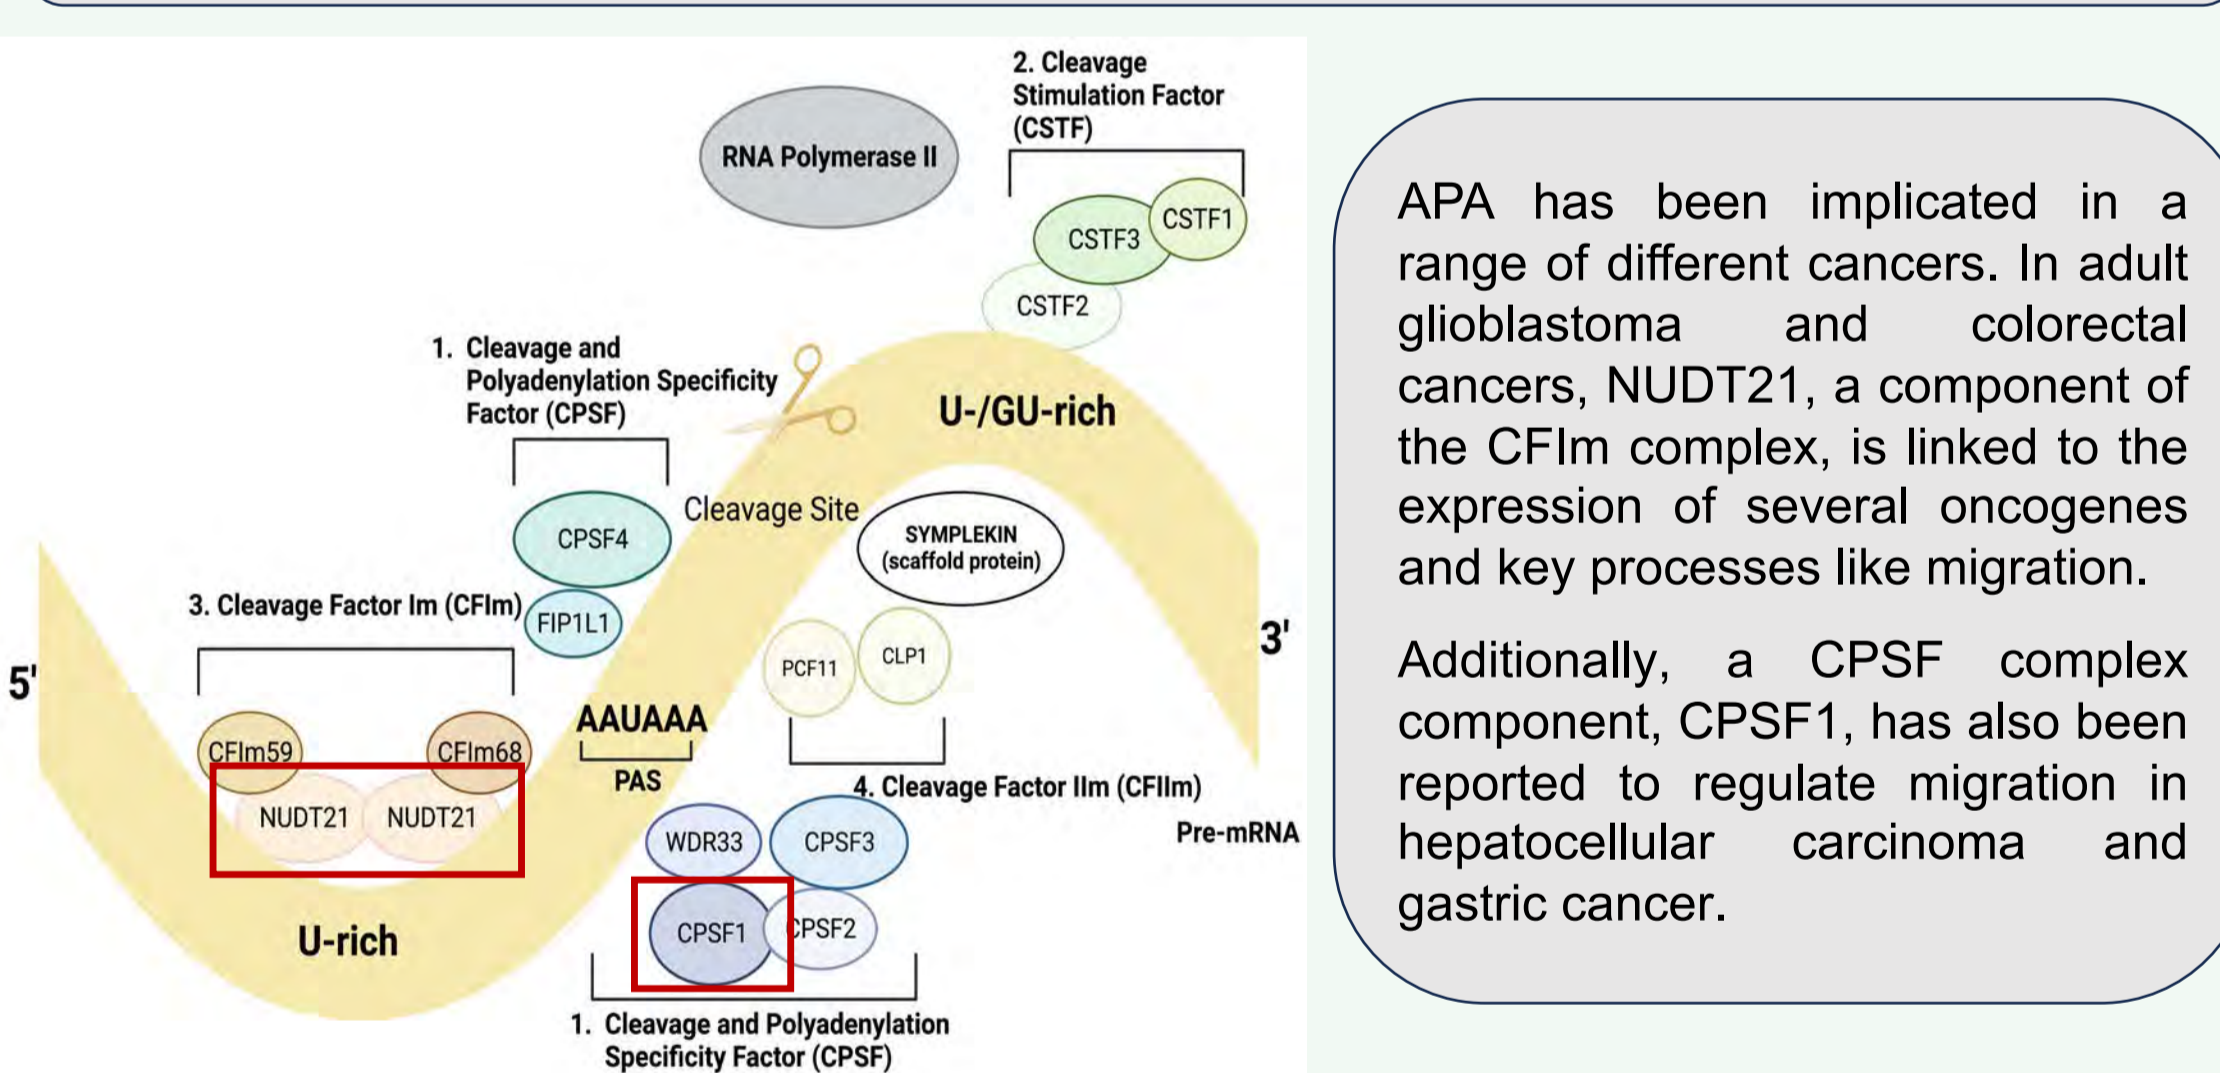 2. Cleavage
Stimulation Factor
(CSTF)
RNA Polymerase II
CSTF3
CSTF1
CSTF2
1. Cleavage and
Polyadenylation Specificity
Factor (CPSF)
U-/GU-rich
Cleavage Site
CPSF4
SYMPLEKIN
(scaffold protein)
3. Cleavage Factor Im (CFIm)
FIP1L1
5'
3'
PCF11
CLP1
AAUAAA
PAS
CFIm59
CFIm68
NUDT21
NUDT21
4. Cleavage Factor IIm (CFIIm)
Pre-mRNA
WDR33
CPSF3
CPSF1
CPSF2
U-rich
1. Cleavage and Polyadenylation
Specificity Factor (CPSF)
APA has been implicated in a
range of different cancers. In adult
glioblastoma and colorectal
cancers, NUDT21, a component of
the CFIm complex, is linked to the
expression of several oncogenes
and key processes like migration.
Additionally, a CPSF complex
component, CPSF1, has also been
reported to regulate migration in
hepatocellular carcinoma and
gastric cancer.